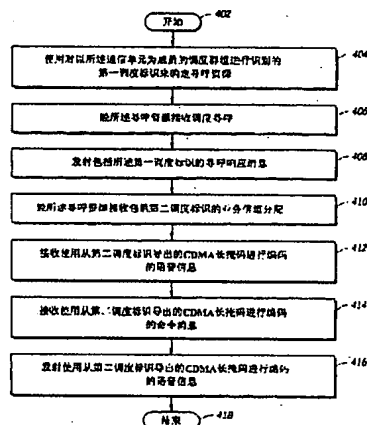 开始
402
使用对以所述通信单元为成员的调度群组进行识别的
第一调度标识来确定寻呼资源
404
经所述寻呼资源接收调度寻呼
406
发射包括所述第一调度标识的寻呼响应消息
408
经所述寻呼资源接收包括第二调度标识的业务信道分配
410
接收使用从第二调度标识导出的CDMA长掩码进行编码
的语音信息
412
接收使用从第二调度标识导出的CDMA长掩码进行编码
的命令消息
414
发射使用从第二调度标识导出的CDMA长掩码进行编码
的语音信息
416
结束
418